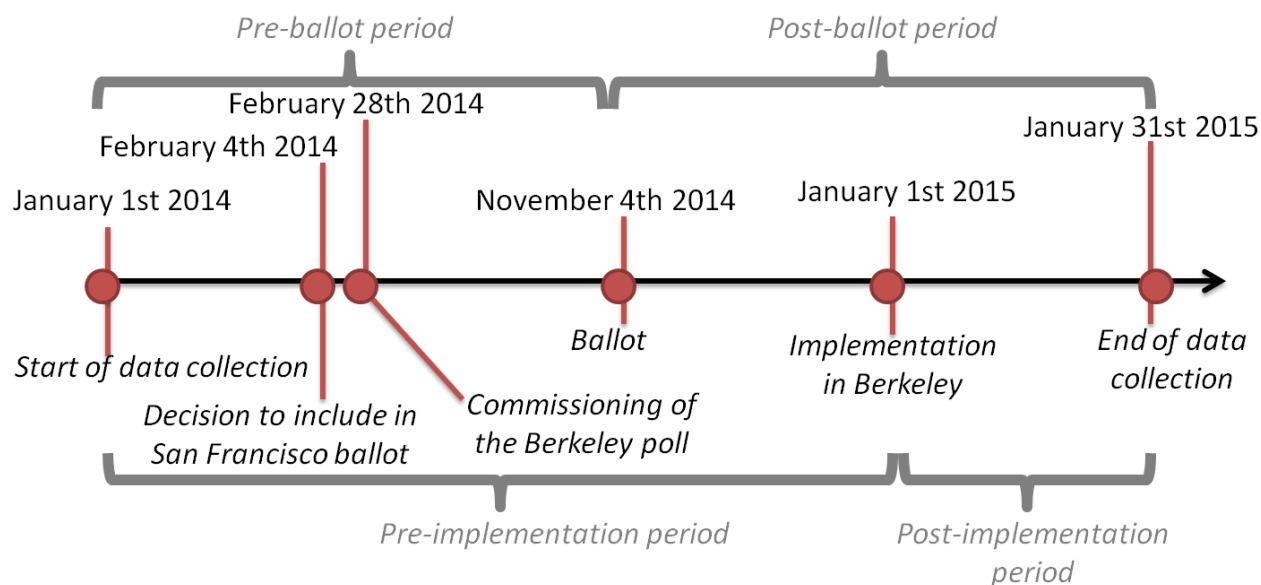 Pre-ballot period
Post-ballot period
February 28th 2014
January 31st 2015
February 4th 2014
January 1st 2014
November 4th 2014
January 1st 2015
Start of data collection
Decision to include in
San Francisco ballot
Commissioning of
the Berkeley poll
Ballot
Implementation
in Berkeley
End of data
collection
Pre-implementation period
Post-implementation
period